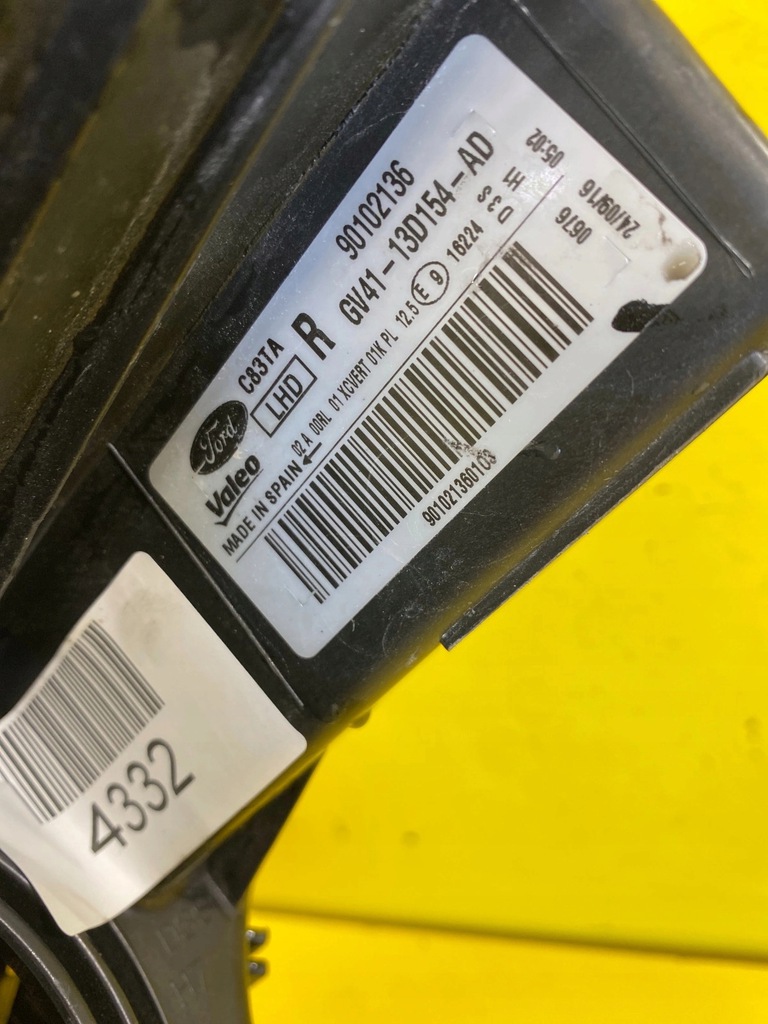 90102136
GV41-13D154-AD
C83TA
R
LHD
Ford
Valeo
MADE IN SPAIN
02 A 00RL 01 XCVERT 01K PL 12.5 E 9 16224
D3S H1
05:02
24/09/16
0676
901021360103
4332